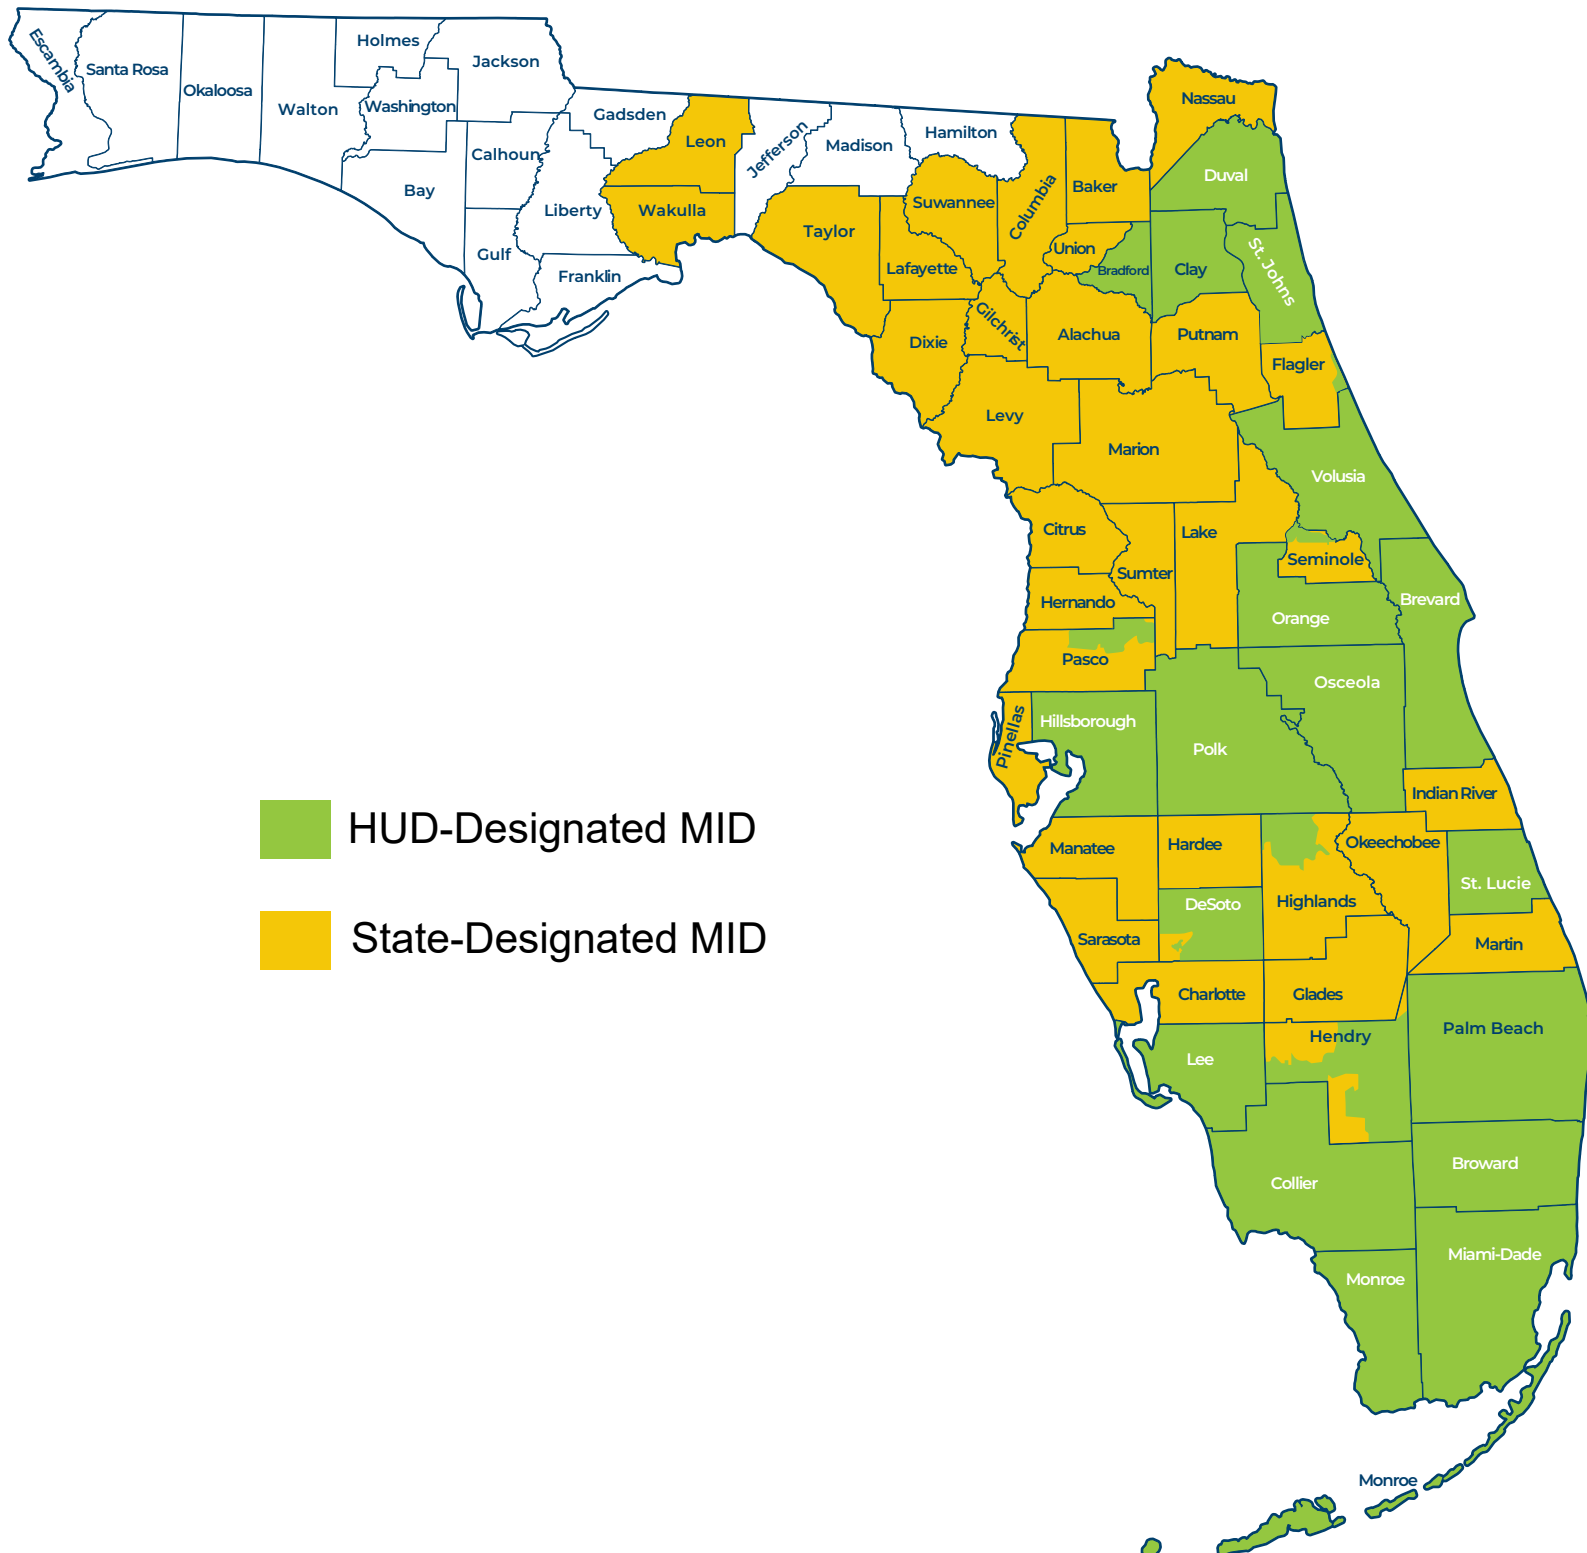 Escambia
Santa Rosa
Okaloosa
Walton
Holmes
Washington
Jackson
Bay
Calhoun
Gulf
Liberty
Franklin
Gadsden
Leon
Wakulla
Jefferson
Madison
Hamilton
Taylor
Suwannee
Lafayette
Columbia
Baker
Nassau
Duval
Union
Bradford
Clay
St. Johns
Dixie
Gilchrist
Alachua
Putnam
Flagler
Levy
Marion
Volusia
Citrus
Sumter
Lake
Seminole
Hernando
Orange
Brevard
Pasco
Osceola
Pinellas
Hillsborough
Polk
Indian River
HUD-Designated MID
Manatee
Hardee
Okeechobee
St. Lucie
DeSoto
Highlands
State-Designated MID
Sarasota
Martin
Charlotte
Glades
Hendry
Palm Beach
Lee
Broward
Collier
Miami-Dade
Monroe
Monroe